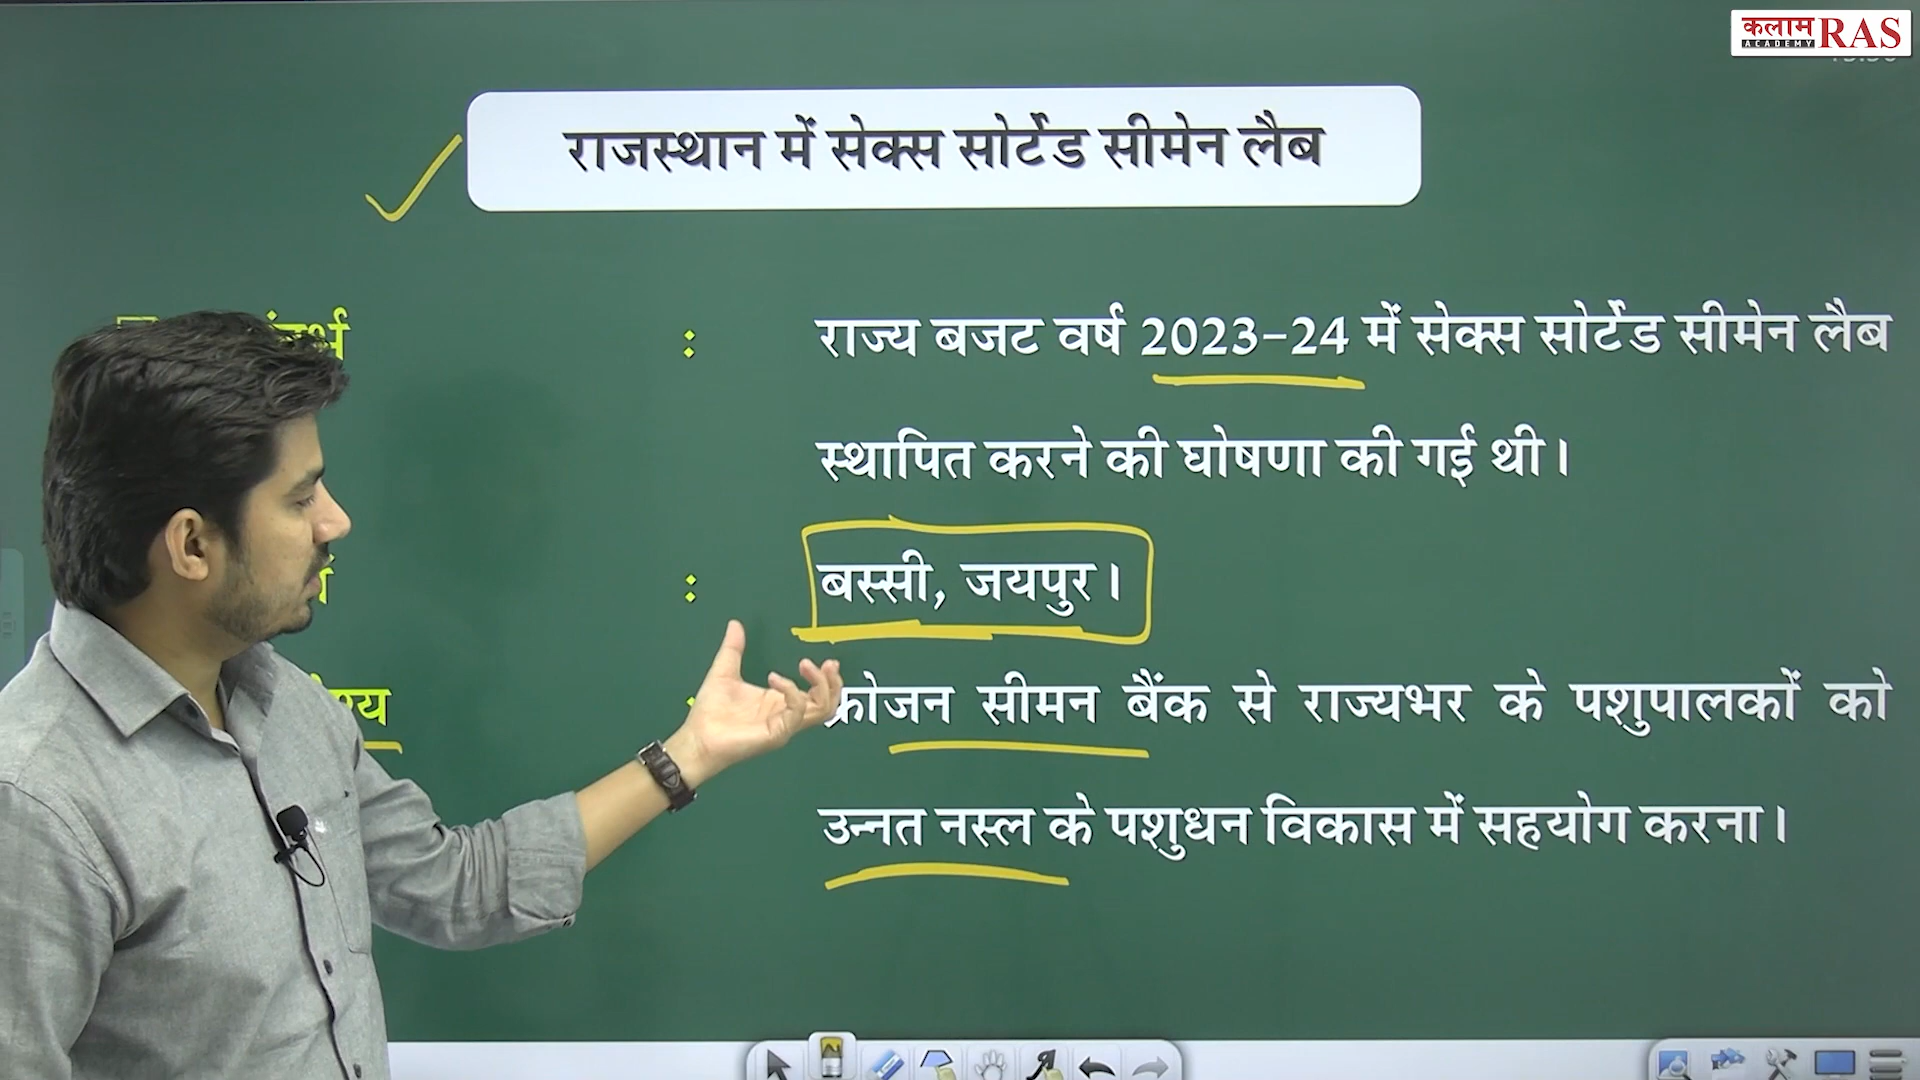 कलाम RAS
ACADEMY
राजस्थान में सेक्स सोर्टेड सीमेन लैब
: राज्य बजट वर्ष 2023-24 में सेक्स सोर्टेड सीमेन लैब
स्थापित करने की घोषणा की गई थी।
: बस्सी, जयपुर।
सीमन बैंक से राज्यभर के पशुपालकों को
उन्नत नस्ल के पशुधन विकास में सहयोग करना।